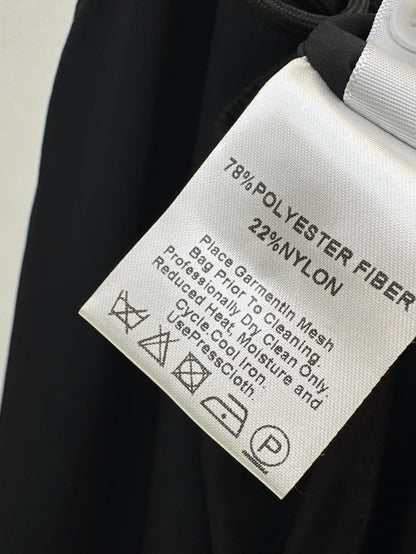 78%POLYESTER FIBER
22%NYLON
Place Garmentin Mesh
Bag Prior To Cleaning.
Professionally Dry Clean Only.
Reduced Heat, Moisture and
Cycle.Cool Iron.
UsePressCloth.
P